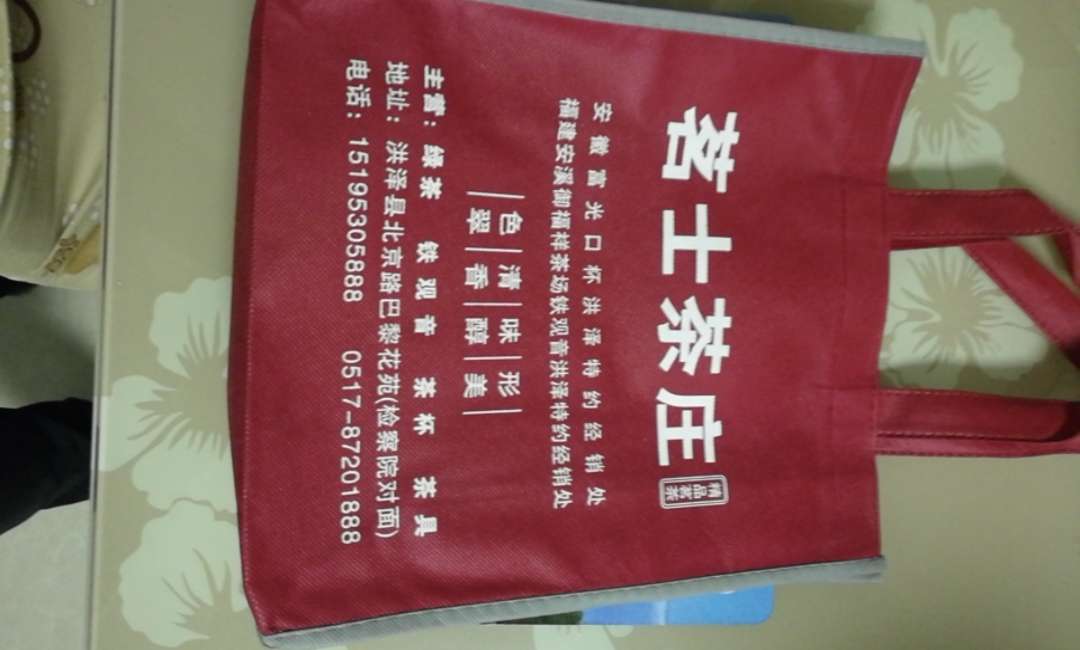 茗士茶庄
精品茗茶
安徽富光口杯洪泽特约经销处
福建安溪御福祥茶场铁观音洪泽特约经销处
色翠 清香 味醇 形美
主营：绿茶 铁观音 茶杯 茶具
地址：洪泽县北京路巴黎花苑(检察院对面)
电话：15195305888 0517-87201888